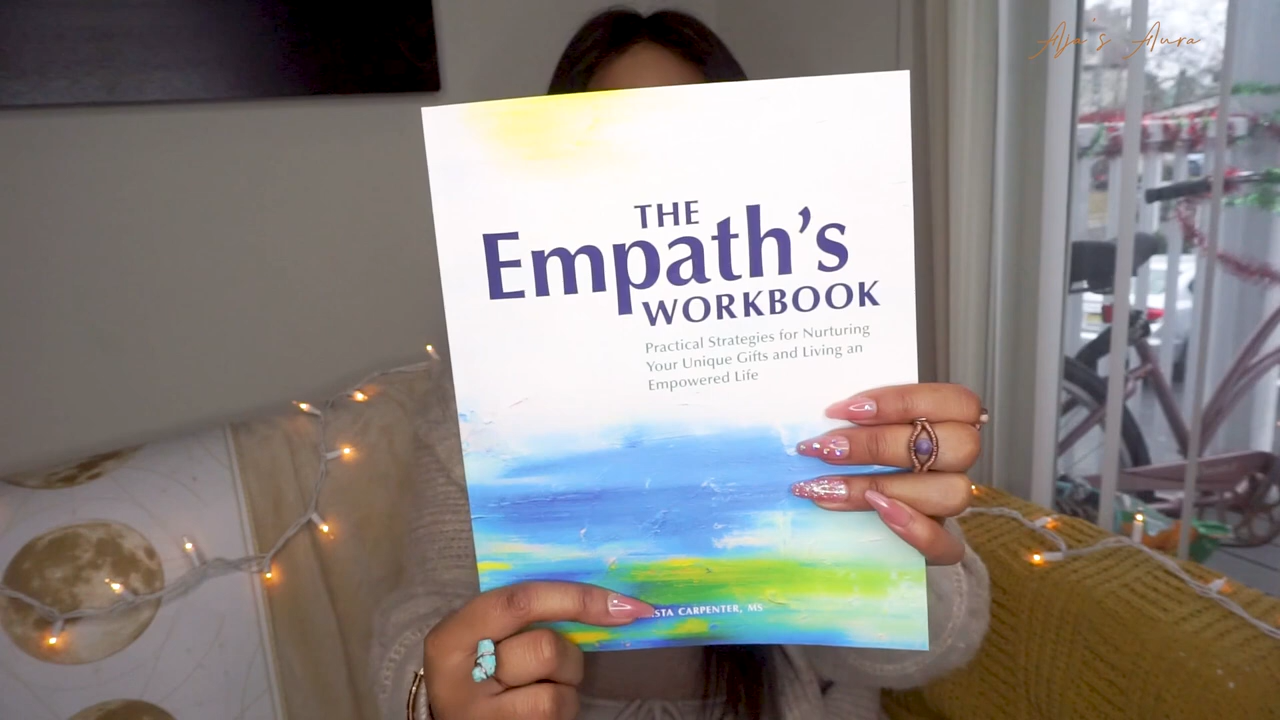 Aja's Aura
THE
Empath's
WORKBOOK
Practical Strategies for Nurturing
Your Unique Gifts and Living an
Empowered Life
CARPENTER, MS